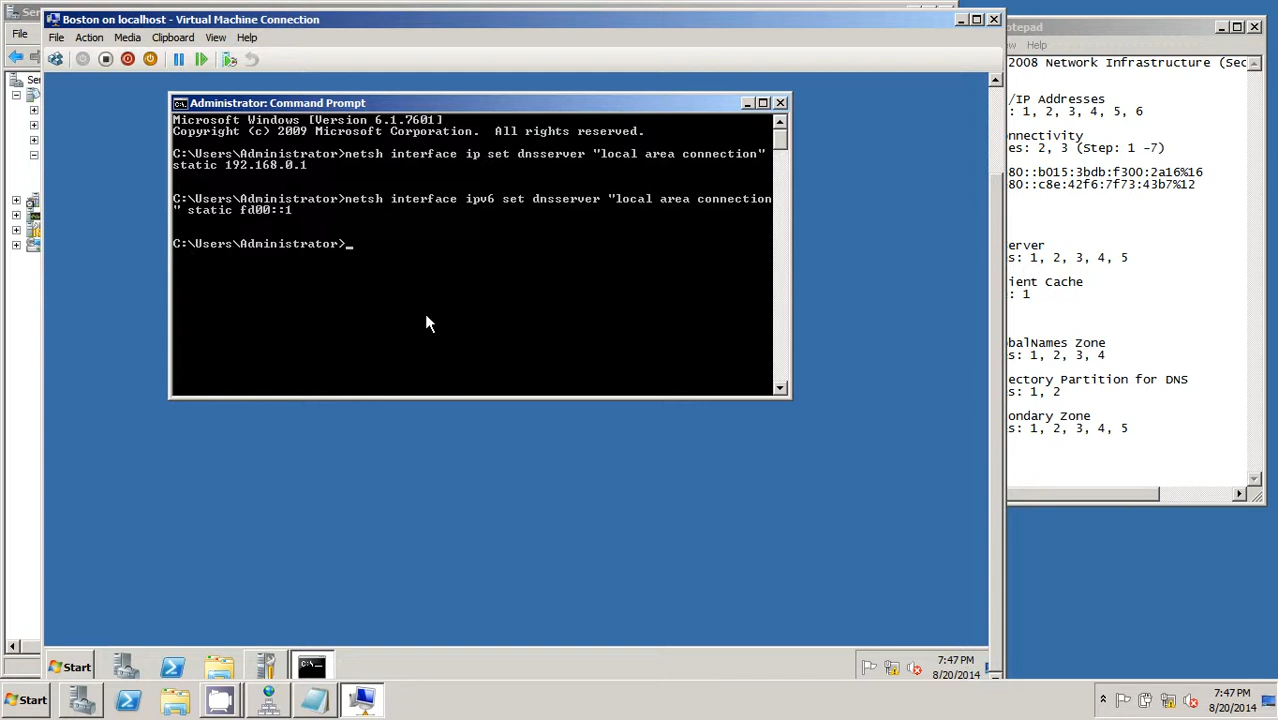 Ser
Boston on localhost - Virtual Machine Connection
File
File Action Media Clipboard View Help
Ser
Administrator: Command Prompt
Microsoft Windows [Version 6.1.7601]
Copyright (c) 2009 Microsoft Corporation. All rights reserved.
C:\Users\Administrator>netsh interface ip set dnsserver "local area connection"
static 192.168.0.1
C:\Users\Administrator>netsh interface ipv6 set dnsserver "local area connection
" static fd00::1
C:\Users\Administrator>_
tepad
w Help
2008 Network Infrastructure (Sec
/IP Addresses
: 1, 2, 3, 4, 5, 6
nnectivity
es: 2, 3 (Step: 1 -7)
80::b015:3bdb:f300:2a16%16
80::c8e:42f6:7f73:43b7%12
erver
s: 1, 2, 3, 4, 5
ient Cache
: 1
obalNames Zone
s: 1, 2, 3, 4
ectory Partition for DNS
s: 1, 2
ondary Zone
s: 1, 2, 3, 4, 5
Start
7:47 PM
8/20/2014
Start
7:47 PM
8/20/2014